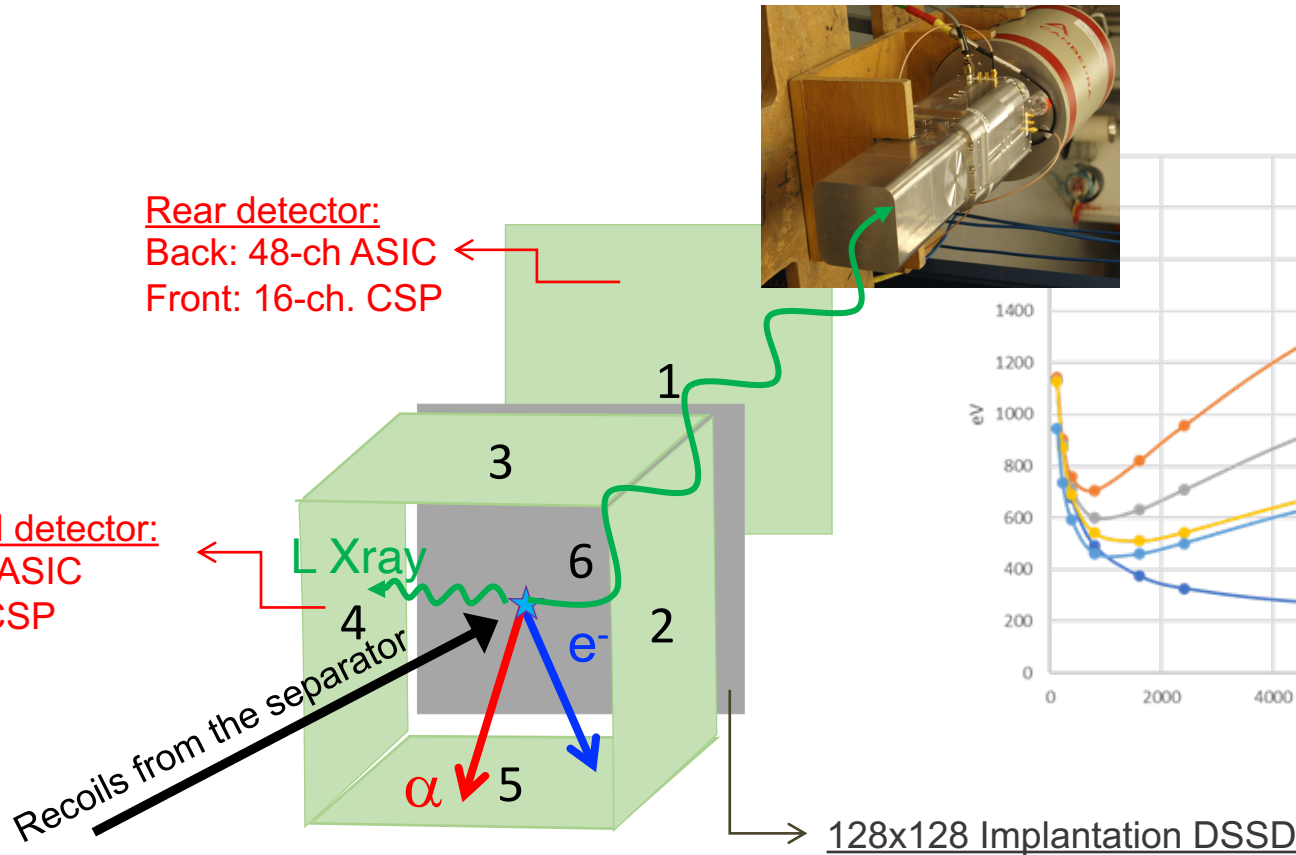 CANBERRA
Rear detector:
Back: 48-ch ASIC
Front: 16-ch. CSP
1
3
detector:
ASIC
CSP
L Xray
6
4
2
e-
Recoils from the separator
α
5
128x128 Implantation DSSD
eV
1400
1200
1000
800
600
400
200
0
0
2000
4000